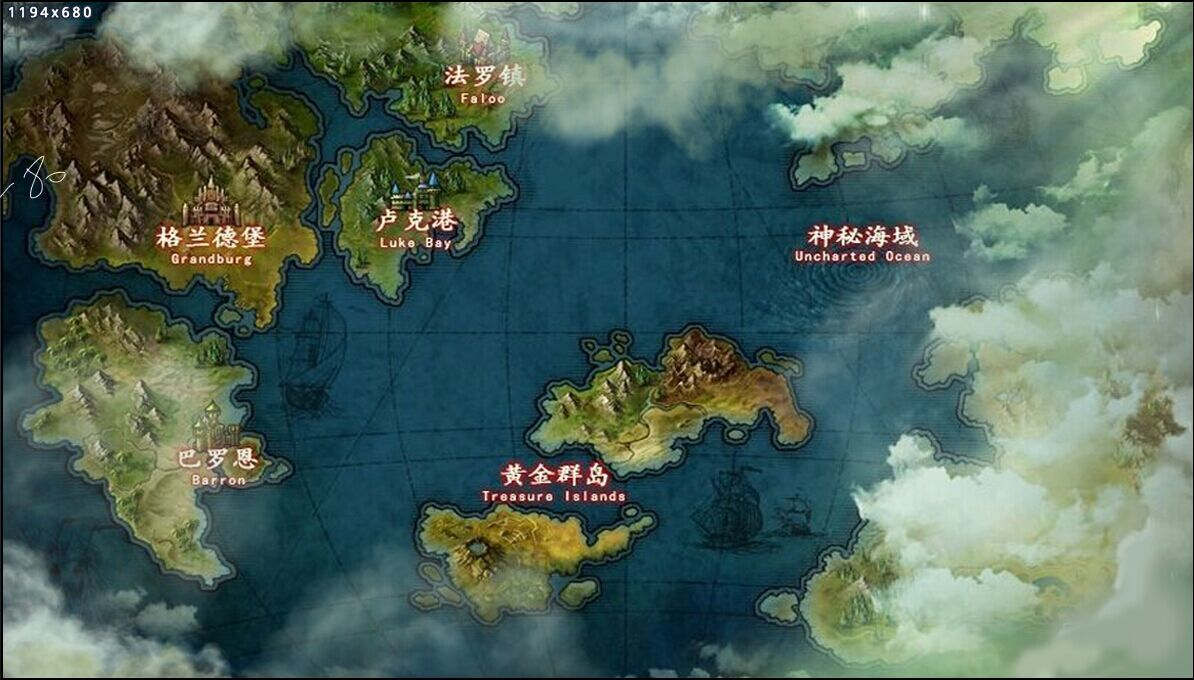 1194x680
法罗镇
Faloo
卢克港
Luke Bay
格兰德堡
Grandburg
神秘海域
Uncharted Ocean
巴罗恩
Barron
黄金群岛
Treasure Islands